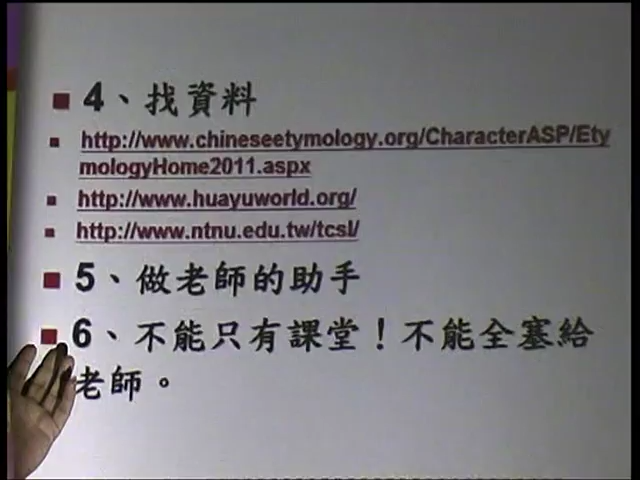 4、找資料
http://www.chineseetymology.org/CharacterASP/Ety
mologyHome2011.aspx
http://www.huayuworld.org/
http://www.ntnu.edu.tw/tcsl/
5、做老師的助手
6、不能只有課堂！不能全塞給
老師。